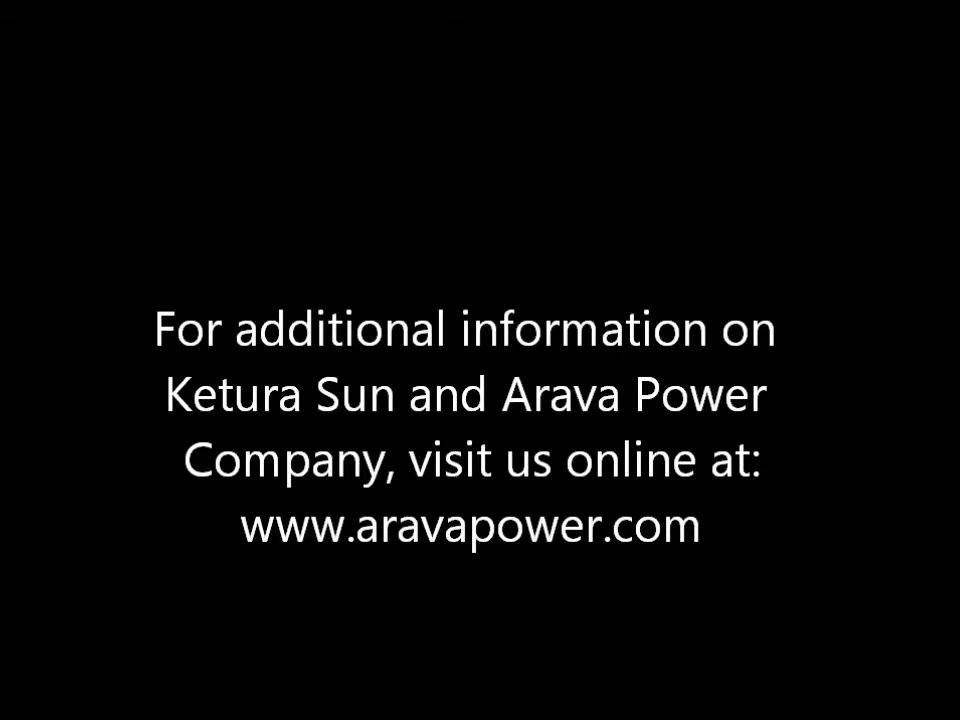 For additional information on
Ketura Sun and Arava Power
Company, visit us online at:
www.aravapower.com